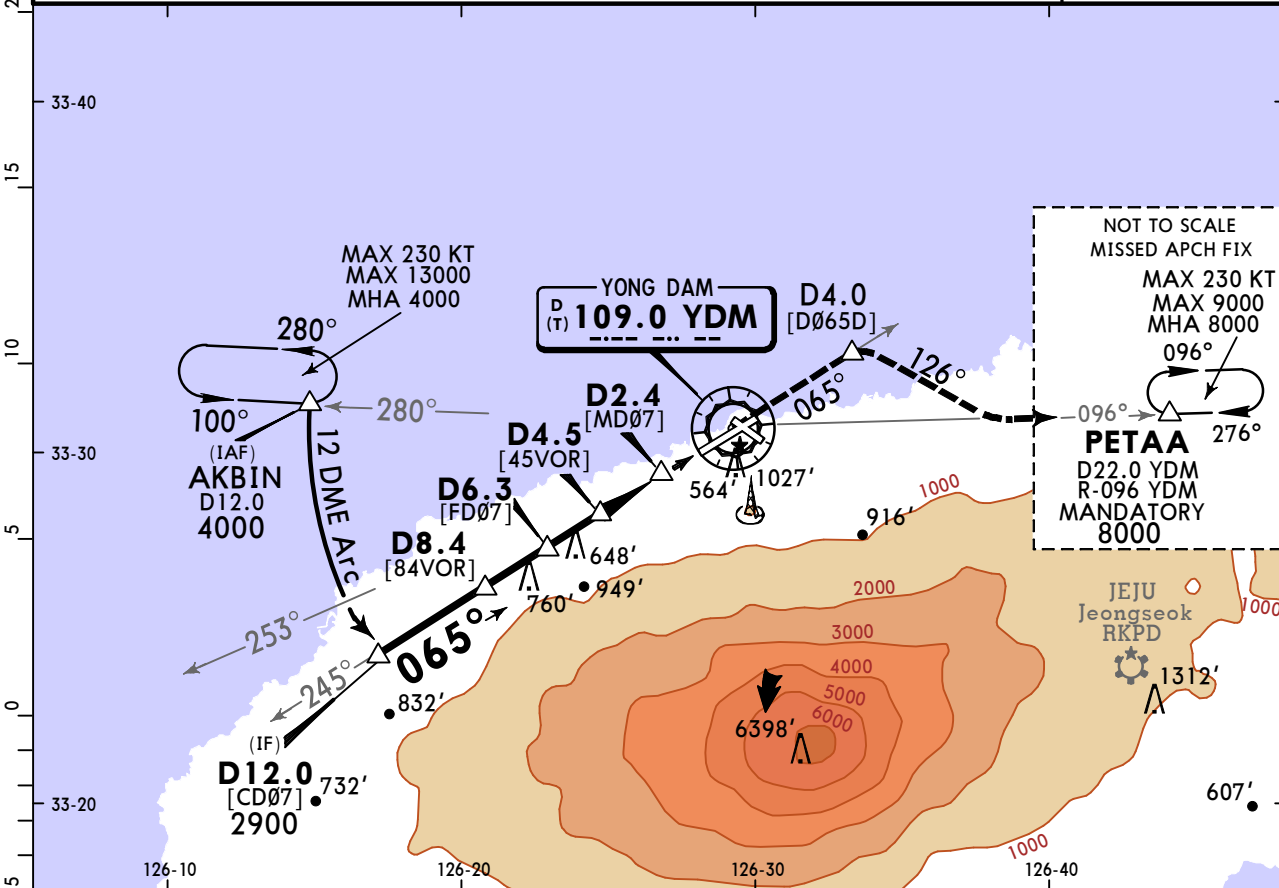 33-40
15
NOT TO SCALE
MISSED APCH FIX
MAX 230 KT
MAX 9000
MHA 8000
096°
096°
276°
PETAA
D22.0 YDM
R-096 YDM
MANDATORY
8000
MAX 230 KT
MAX 13000
MHA 4000
280°
100°
280°
(IAF)
AKBIN
D12.0
4000
12 DME Arc
YONG DAM
D
(T)
109.0 YDM
D4.0
[DØ65D]
065°
126°
10
D2.4
[MDØ7]
D4.5
[45VOR]
D6.3
[FDØ7]
D8.4
[84VOR]
33-30
564'
1027'
1000
916'
5
648'
760'
949'
2000
3000
4000
5000
6000
6398'
JEJU
Jeongseok
RKPD
1000
1312'
253°
245°
065°
832'
0
(IF)
D12.0
[CDØ7]
2900
732'
33-20
607'
1000
5
126-10
126-20
126-30
126-40